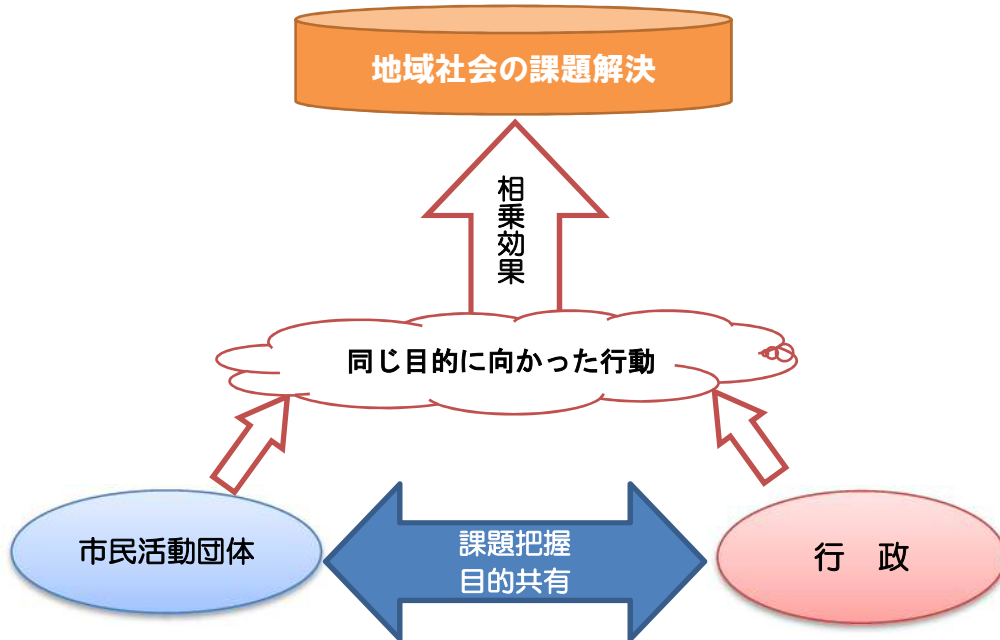 地域社会の課題解決
相乗効果
同じ目的に向かった行動
市民活動団体
課題把握
目的共有
行　政